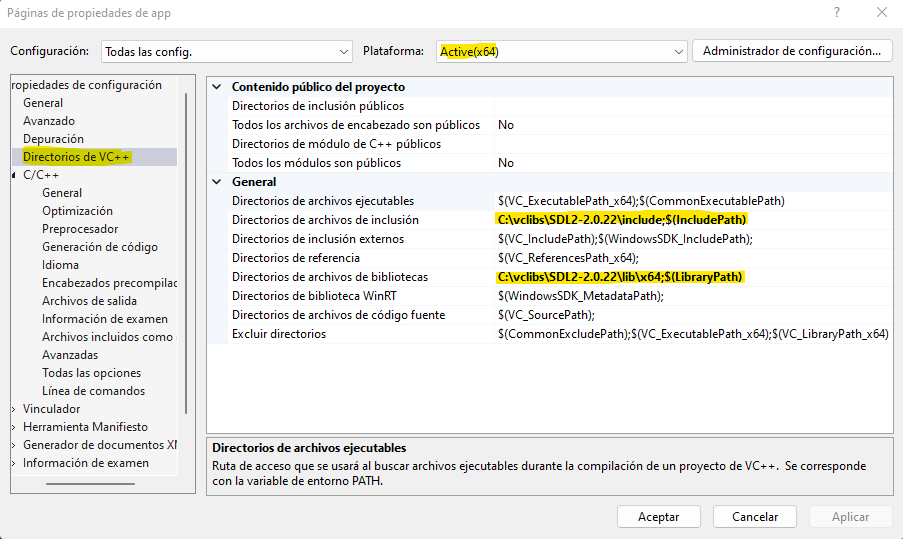 Páginas de propiedades de app
Configuración: Todas las config. Plataforma: Active(x64) Administrador de configuración...
ropiedades de configuración
General
Avanzado
Depuración
Directorios de VC++
C/C++
General
Optimización
Preprocesador
Generación de código
Idioma
Encabezados precompilac
Archivos de salida
Información de examen
Archivos incluidos como
Avanzadas
Todas las opciones
Línea de comandos
Vinculador
Herramienta Manifiesto
Generador de documentos XM
Información de examen
Contenido público del proyecto
Directorios de inclusión públicos
Todos los archivos de encabezado son públicos No
Directorios de módulo de C++ públicos
Todos los módulos son públicos No
General
Directorios de archivos ejecutables $(VC_ExecutablePath_x64);$(CommonExecutablePath)
Directorios de archivos de inclusión C:\vclibs\SDL2-2.0.22\include;$(IncludePath)
Directorios de inclusión externos $(VC_IncludePath);$(WindowsSDK_IncludePath);
Directorios de referencia $(VC_ReferencesPath_x64);
Directorios de archivos de bibliotecas C:\vclibs\SDL2-2.0.22\lib\x64;$(LibraryPath)
Directorios de biblioteca WinRT $(WindowsSDK_MetadataPath);
Directorios de archivos de código fuente $(VC_SourcePath);
Excluir directorios $(CommonExcludePath);$(VC_ExecutablePath_x64);$(VC_LibraryPath_x64)
Directorios de archivos ejecutables
Ruta de acceso que se usará al buscar archivos ejecutables durante la compilación de un proyecto de VC++. Se corresponde
con la variable de entorno PATH.
Aceptar Cancelar Aplicar